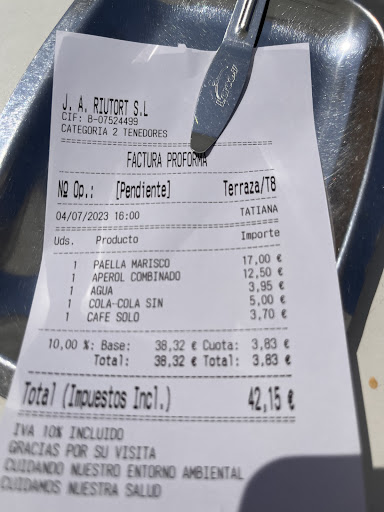 J. A. RIUTORT S.L
CIF: B-07524499
CATEGORIA 2 TENEDORES
FACTURA PROFORMA
Nº Op.: [Pendiente] Terraza/T8
04/07/2023 16:00 TATIANA
Uds. Producto Importe
1 PAELLA MARISCO 17,00 €
1 APEROL COMBINADO 12,50 €
1 AGUA 3,95 €
1 COLA-COLA SIN 5,00 €
1 CAFE SOLO 3,70 €
10,00 %: Base: 38,32 € Cuota: 3,83 €
Total: 38,32 € Total: 3,83 €
Total (Impuestos Incl.) 42,15 €
IVA 10% INCLUIDO
GRACIAS POR SU VISITA
CUIDANDO NUESTRO ENTORNO AMBIENTAL
CUIDAMOS NUESTRA SALUD